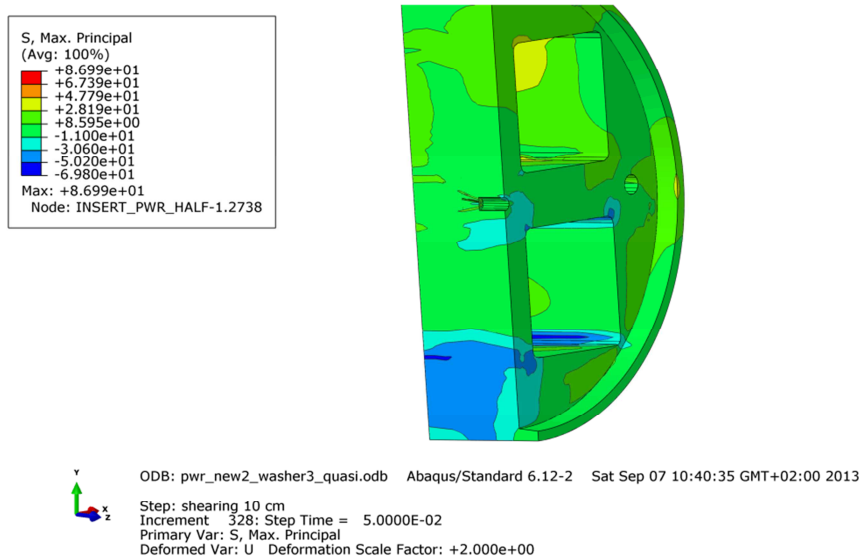 S, Max. Principal
(Avg: 100%)
+8.699e+01
+6.739e+01
+4.779e+01
+2.819e+01
+8.595e+00
-1.100e+01
-3.060e+01
-5.020e+01
-6.980e+01
Max: +8.699e+01
Node: INSERT_PWR_HALF-1.2738
Y
X
Z
ODB: pwr_new2_washer3_quasi.odb Abaqus/Standard 6.12-2 Sat Sep 07 10:40:35 GMT+02:00 2013
Step: shearing 10 cm
Increment 328: Step Time = 5.0000E-02
Primary Var: S, Max. Principal
Deformed Var: U Deformation Scale Factor: +2.000e+00